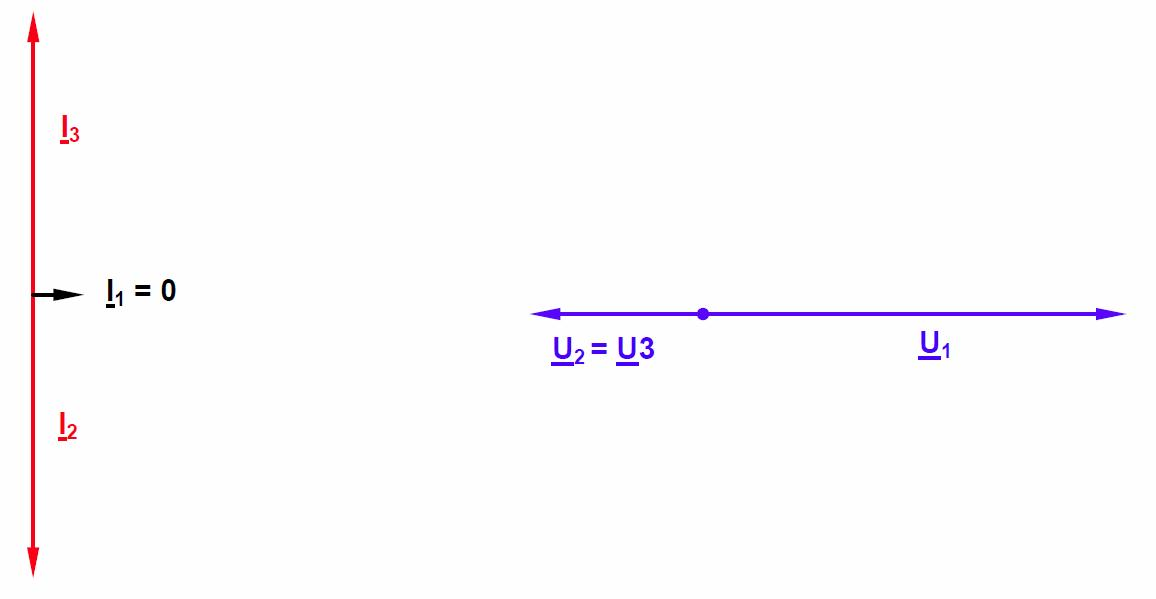 I3
I1 = 0
U2 = U3
U1
I2